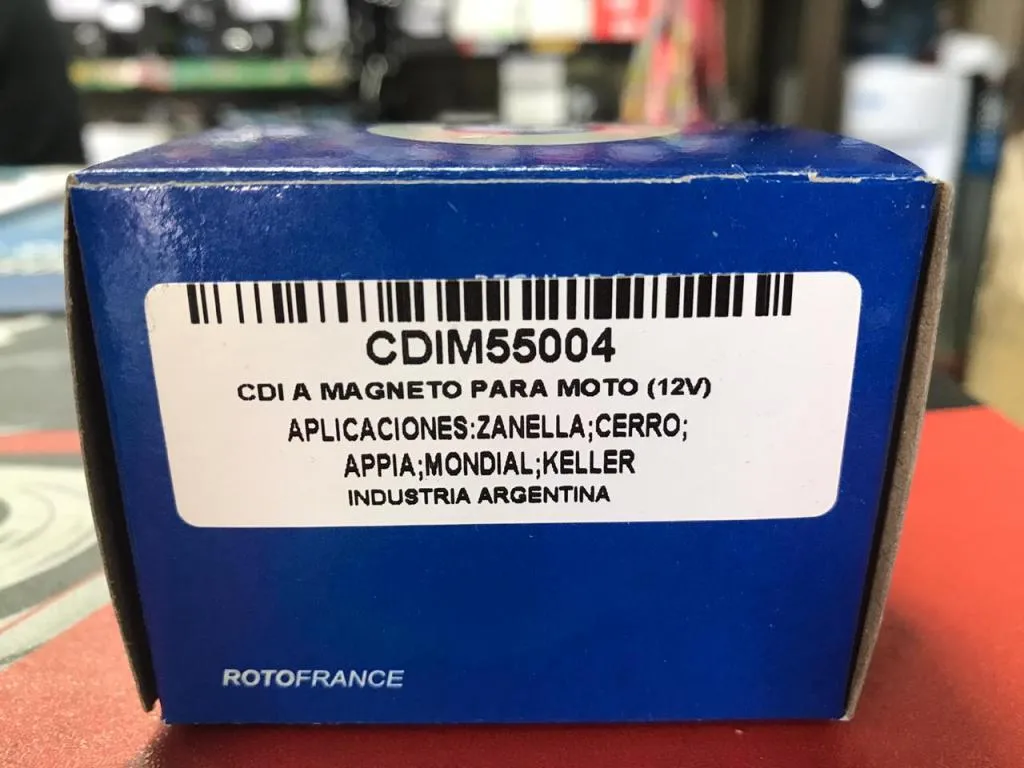 CDIM55004
CDI A MAGNETO PARA MOTO (12V)
APLICACIONES:ZANELLA;CERRO;
APPIA;MONDIAL;KELLER
INDUSTRIA ARGENTINA
ROTOFRANCE